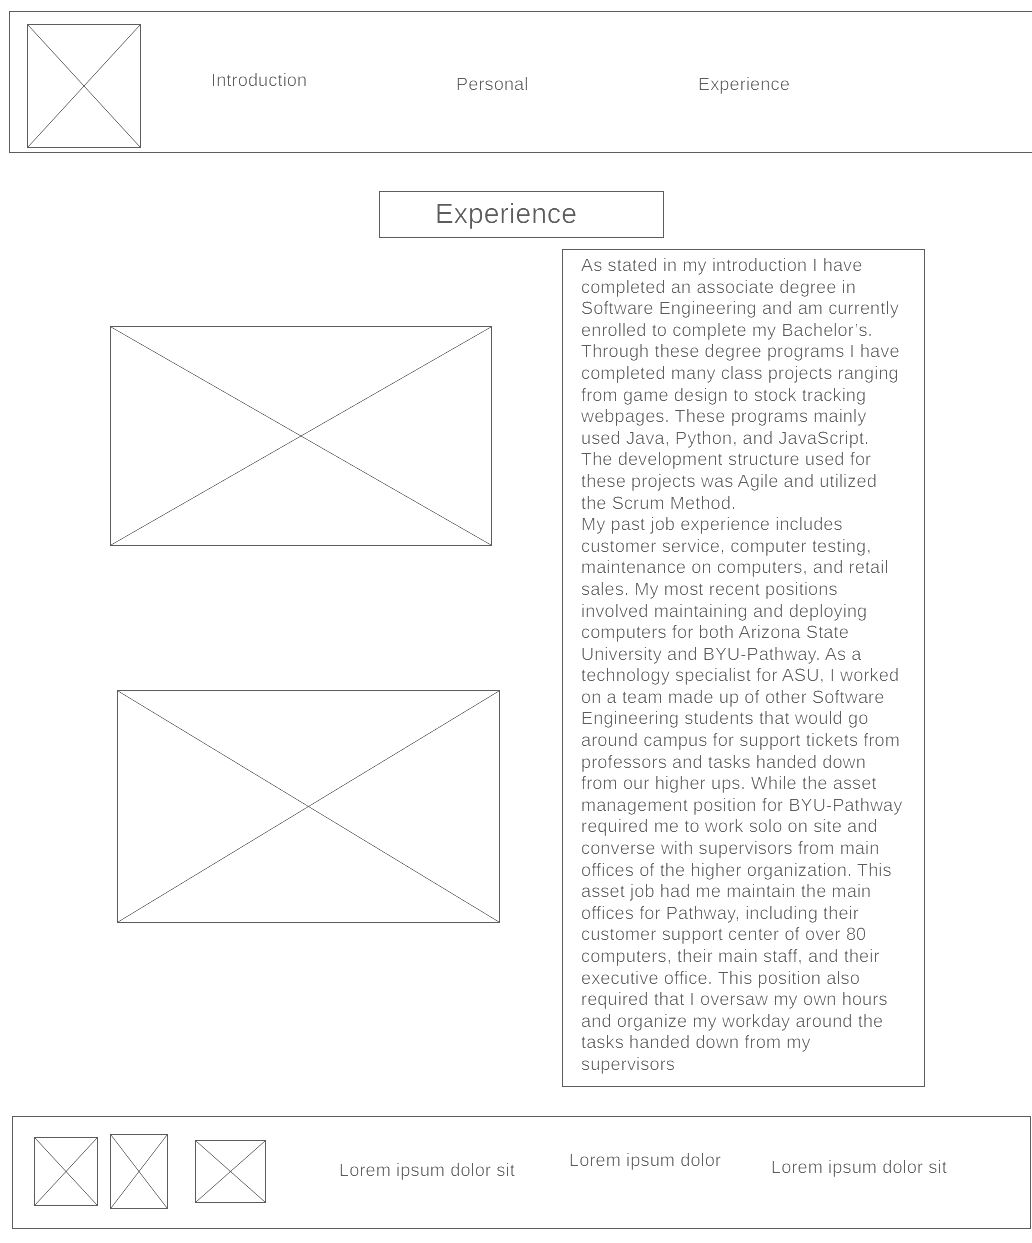 Introduction
Personal
Experience
Experience
As stated in my introduction I have
completed an associate degree in
Software Engineering and am currently
enrolled to complete my Bachelor's.
Through these degree programs I have
completed many class projects ranging
from game design to stock tracking
webpages. These programs mainly
used Java, Python, and JavaScript.
The development structure used for
these projects was Agile and utilized
the Scrum Method.
My past job experience includes
customer service, computer testing,
maintenance on computers, and retail
sales. My most recent positions
involved maintaining and deploying
computers for both Arizona State
University and BYU-Pathway. As a
technology specialist for ASU, I worked
on a team made up of other Software
Engineering students that would go
around campus for support tickets from
professors and tasks handed down
from our higher ups. While the asset
management position for BYU-Pathway
required me to work solo on site and
converse with supervisors from main
offices of the higher organization. This
asset job had me maintain the main
offices for Pathway, including their
customer support center of over 80
computers, their main staff, and their
executive office. This position also
required that I oversaw my own hours
and organize my workday around the
tasks handed down from my
supervisors
Lorem ipsum dolor sit
Lorem ipsum dolor
Lorem ipsum dolor sit